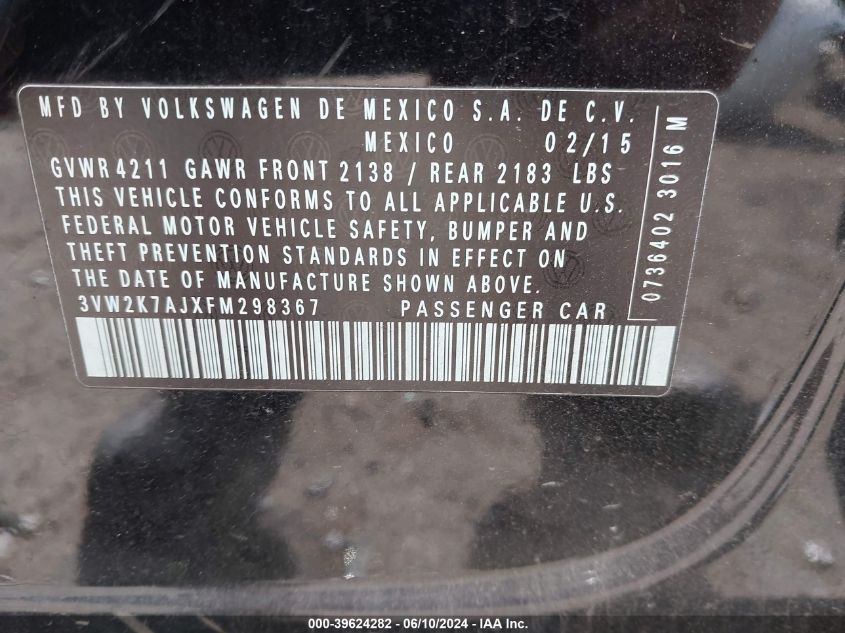 MFD BY VOLKSWAGEN DE MEXICO S.A. DE C.V.
MEXICO 02/15
GVWR 4211 GAWR FRONT 2138 / REAR 2183 LBS
THIS VEHICLE CONFORMS TO ALL APPLICABLE U.S.
FEDERAL MOTOR VEHICLE SAFETY, BUMPER AND
THEFT PREVENTION STANDARDS IN EFFECT ON
THE DATE OF MANUFACTURE SHOWN ABOVE.
3VW2K7AJXFM298367 PASSENGER CAR
0736402 3016 M
000-39624282 - 06/10/2024 - IAA Inc.